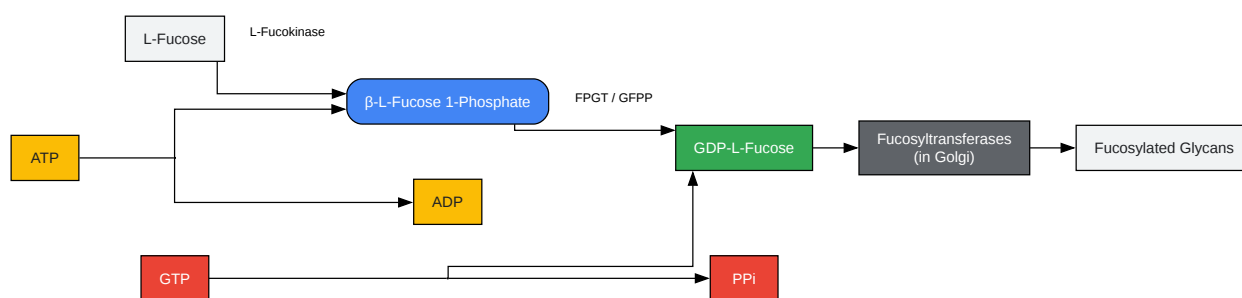 L-Fucose
L-Fucokinase
β-L-Fucose 1-Phosphate
FPGT / GFPP
ATP
GDP-L-Fucose
Fucosyltransferases
(in Golgi)
Fucosylated Glycans
ADP
GTP
PPi